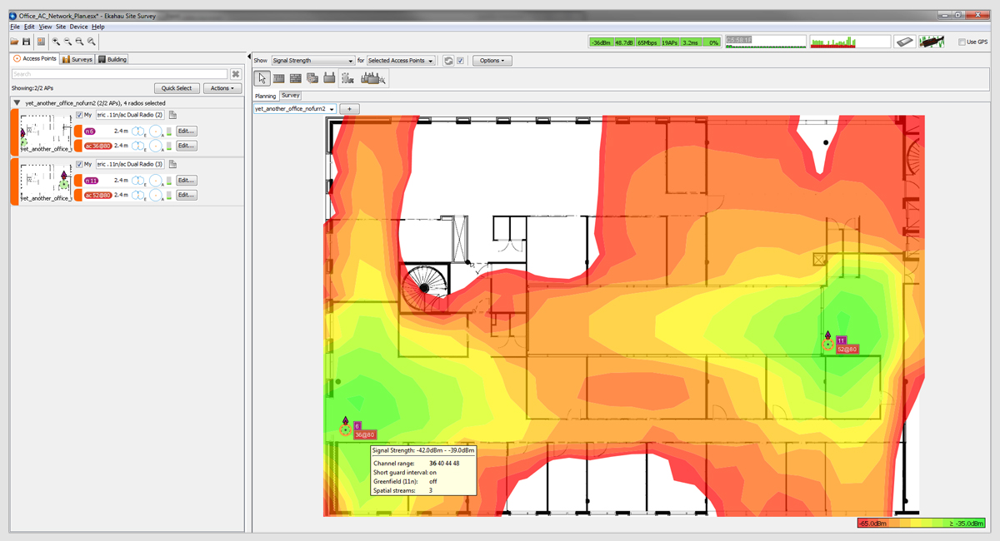 Office_AC_Network_Plan.esx* - Ekahau Site Survey
File Edit View Site Device Help
-36dBm 48.7dB 65Mbps 19APs 3.2ms 0%
Use GPS
Access Points Surveys Building
Show Signal Strength for Selected Access Points Options
Search
Showing:2/2 APs Quick Select Actions
Planning Survey
yet_another_office_nofurn2 (2/2 APs), 4 radios selected
yet_another_office_nofurn2 +
My eric .11n/ac Dual Radio (2)
n6 2.4 m E A Edit...
ac 36@80 2.4 m E A Edit...
yet_another_office_
My eric .11n/ac Dual Radio (3)
n 11 2.4 m E A Edit...
ac 52@80 2.4 m E A Edit...
yet_another_office_
11
52@80
6
36@80
Signal Strength: -42.0dBm - -39.0dBm
Channel range: 36 40 44 48
Short guard interval: on
Greenfield (11n): off
Spatial streams: 3
-65.0dBm ≥ -35.0dBm